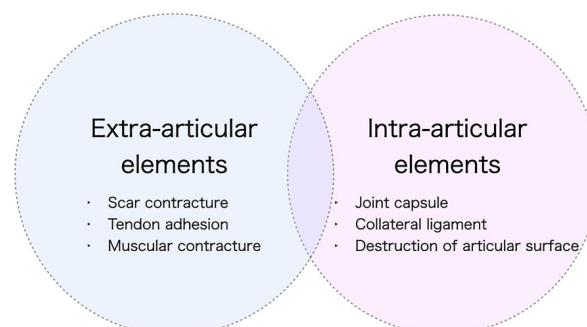 Extra-articular
elements
・ Scar contracture
・ Tendon adhesion
・ Muscular contracture
Intra-articular
elements
・ Joint capsule
・ Collateral ligament
・ Destruction of articular surface